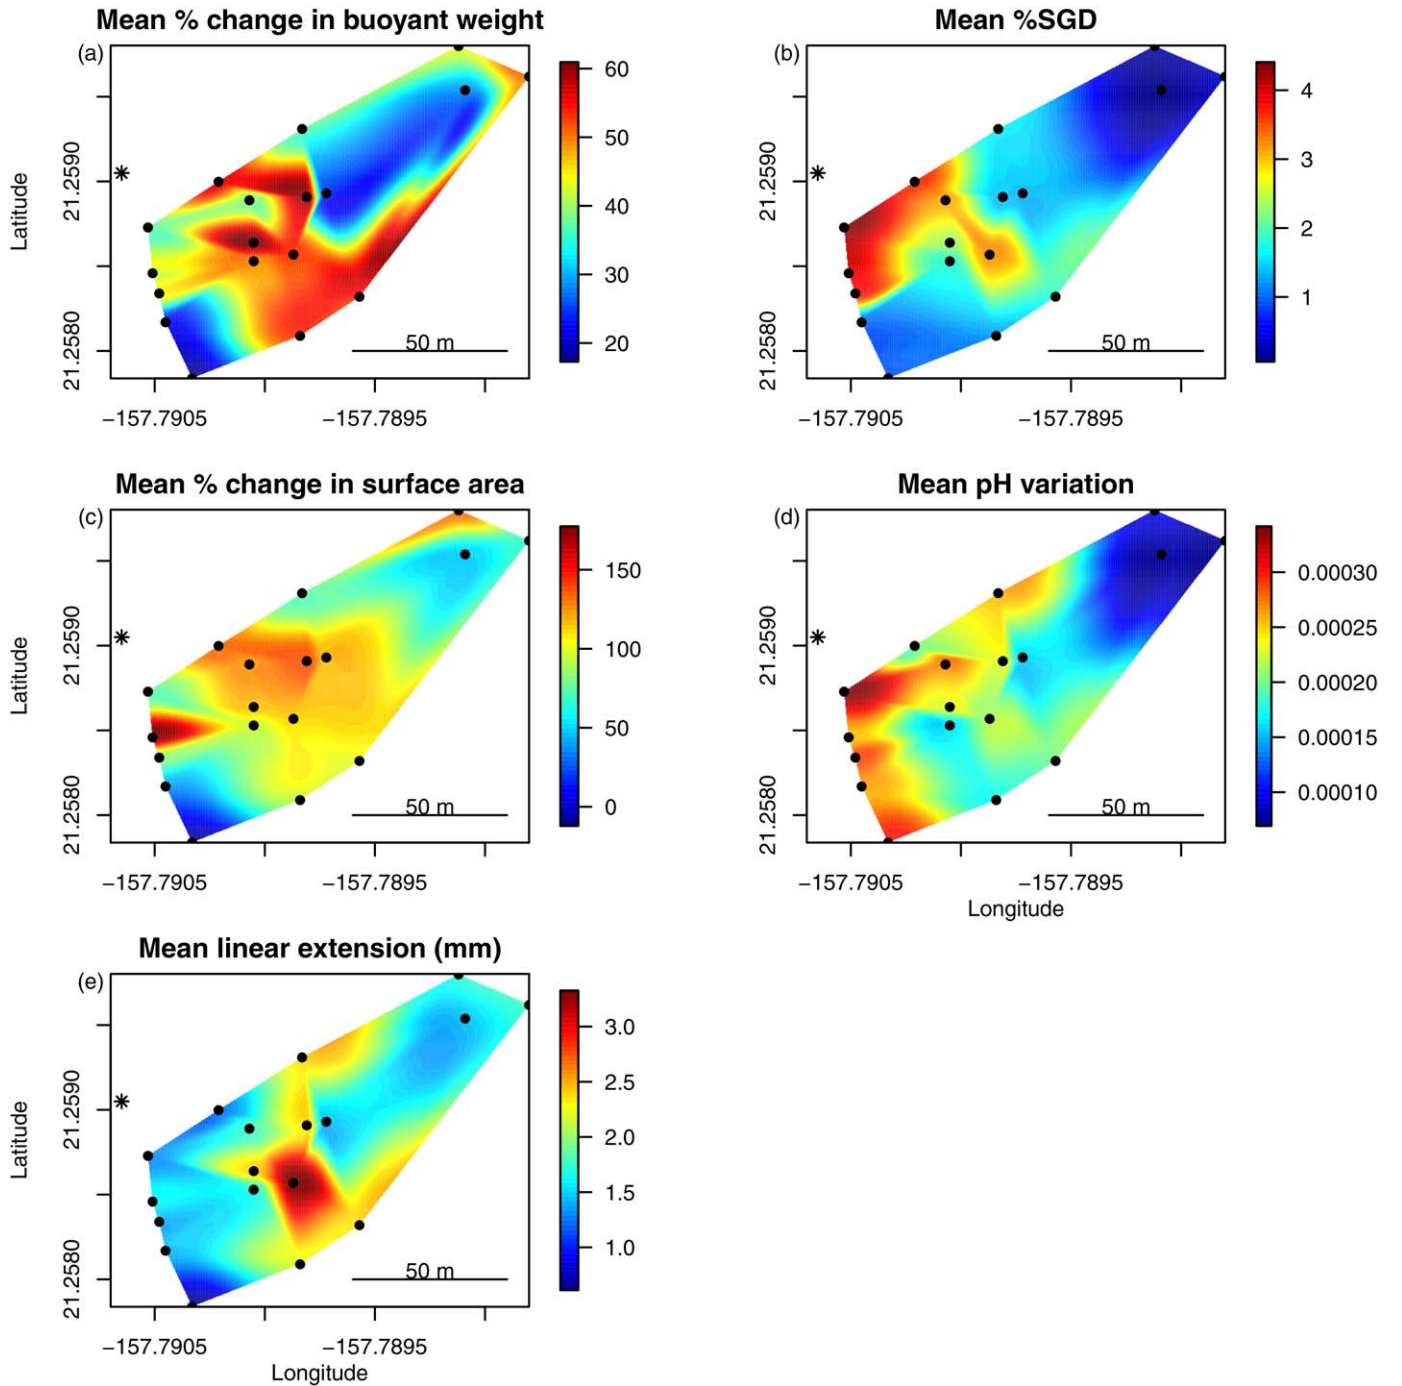 Mean % change in buoyant weight
(a)
60
50
40
30
20
Latitude
21.2590
21.2580
50 m
−157.7905
−157.7895
Mean %SGD
(b)
4
3
2
1
21.2590
21.2580
50 m
−157.7905
−157.7895
Mean % change in surface area
(c)
150
100
50
0
Latitude
21.2590
21.2580
50 m
−157.7905
−157.7895
Mean pH variation
(d)
0.00030
0.00025
0.00020
0.00015
0.00010
21.2590
21.2580
50 m
−157.7905
−157.7895
Longitude
Mean linear extension (mm)
(e)
3.0
2.5
2.0
1.5
1.0
Latitude
21.2590
21.2580
50 m
−157.7905
−157.7895
Longitude